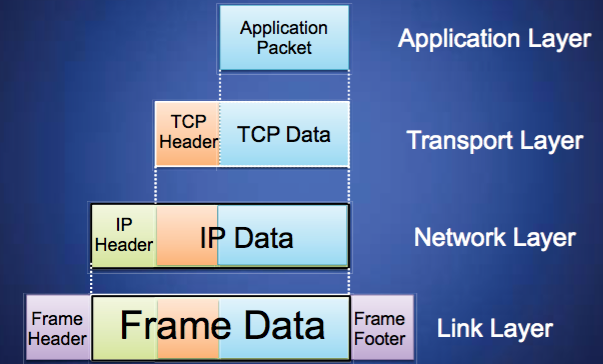 Application
Packet
Application Layer
TCP
Header
TCP Data
Transport Layer
IP
Header
IP Data
Network Layer
Frame
Header
Frame Data
Frame
Footer
Link Layer